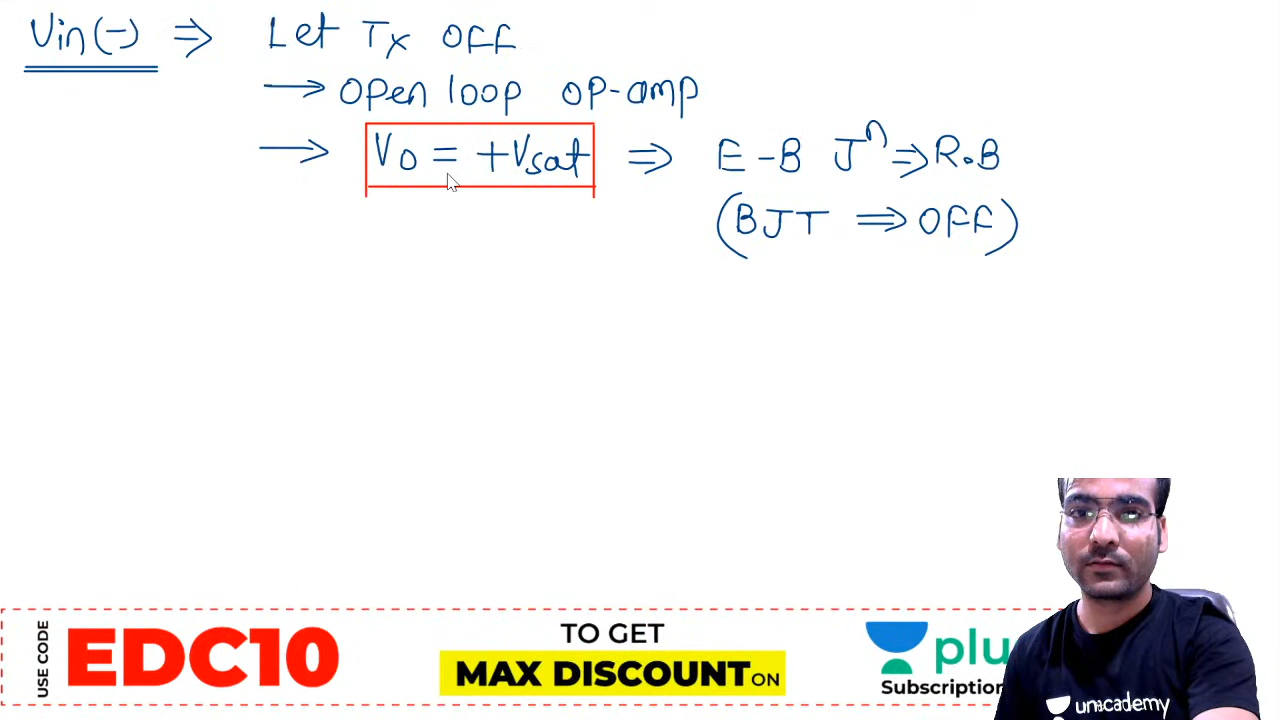 Vin(-) ⇒ Let Tx OFF
→ open loop op-amp
→ Vo = +Vsat ⇒ E-B Jⁿ ⇒ R.B
(BJT ⇒ OFF)
USE CODE
EDC10
TO GET
MAX DISCOUNT ON
plu
Subscription
unacademy